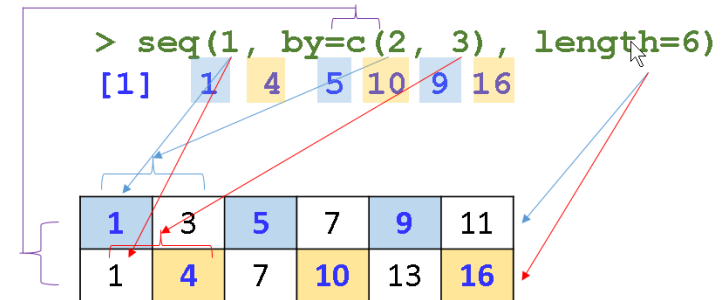 > seq(1, by=c(2, 3), length=6)
[1] 1 4 5 10 9 16
1 3 5 7 9 11
1 4 7 10 13 16